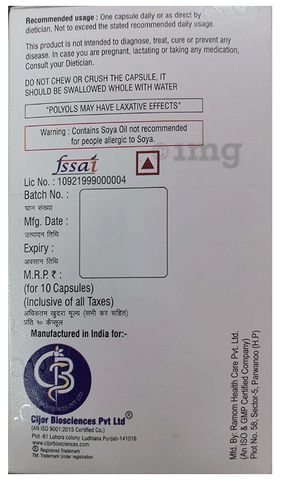 Recommended usage : One capsule daily or as direct by
dietician. Not to exceed the stated recommended daily usage.
This product is not intended to diagnose, treat, cure or prevent any
disease. In case you are pregnant, lactating or taking any medication,
Consult your Dietician.
DO NOT CHEW OR CRUSH THE CAPSULE, IT
SHOULD BE SWALLOWED WHOLE WITH WATER
"POLYOLS MAY HAVE LAXATIVE EFFECTS"
Warning : Contains Soya Oil not recommended
for people allergic to Soya.
1mg
fssai
Lic No. : 10921999000004
Batch No. :
घान संख्या
Mfg. Date :
उत्पादन तिथि
Expiry :
अवसान तिथि
M.R.P. ₹ :
(for 10 Capsules)
(Inclusive of all Taxes)
अधिकतम खुदरा मूल्य (सभी कर सहित)
प्रति १० कैप्सूल
Manufactured in India for:-
CB
Cijor Biosciences Pvt Ltd®
(AN ISO 9001:2015 Certified Co.)
Plot -61 Lahora colony Ludhiana Punjab-141016
www.cijorbiosciences.com
® Registered Trademark
TM. Trademark Under registration
Mfd. By: Ramom Health Care Pvt. Ltd.
(An ISO & GMP Certified Company)
Plot No. 58, Sector-5, Parwanoo (H.P)